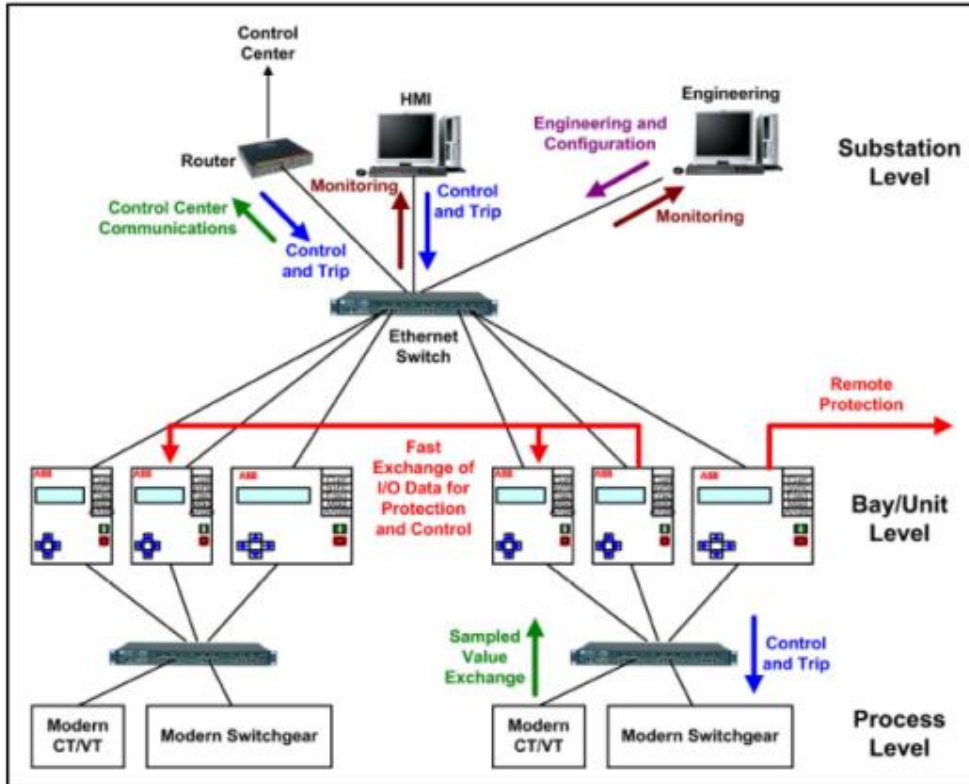 Control
Center
HMI
Engineering
Engineering and
Configuration
Substation
Level
Router
Monitoring
Control
and Trip
Monitoring
Control Center
Communications
Control
and Trip
Ethernet
Switch
Remote
Protection
Fast
Exchange of
I/O Data for
Protection
and Control
ABB
ABB
ABB
ABB
ABB
ABB
Bay/Unit
Level
Sampled
Value
Exchange
Control
and Trip
Modern
CT/VT
Modern Switchgear
Modern
CT/VT
Modern Switchgear
Process
Level